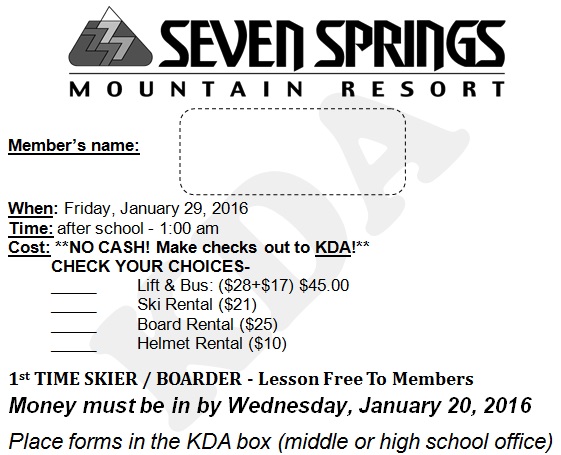 SEVEN SPRINGS
MOUNTAIN RESORT
Member's name:
When: Friday, January 29, 2016
Time: after school - 1:00 am
Cost: **NO CASH! Make checks out to KDA!**
CHECK YOUR CHOICES-
_____ Lift & Bus: ($28+$17) $45.00
_____ Ski Rental ($21)
_____ Board Rental ($25)
_____ Helmet Rental ($10)
1st TIME SKIER / BOARDER - Lesson Free To Members
Money must be in by Wednesday, January 20, 2016
Place forms in the KDA box (middle or high school office)
KDA